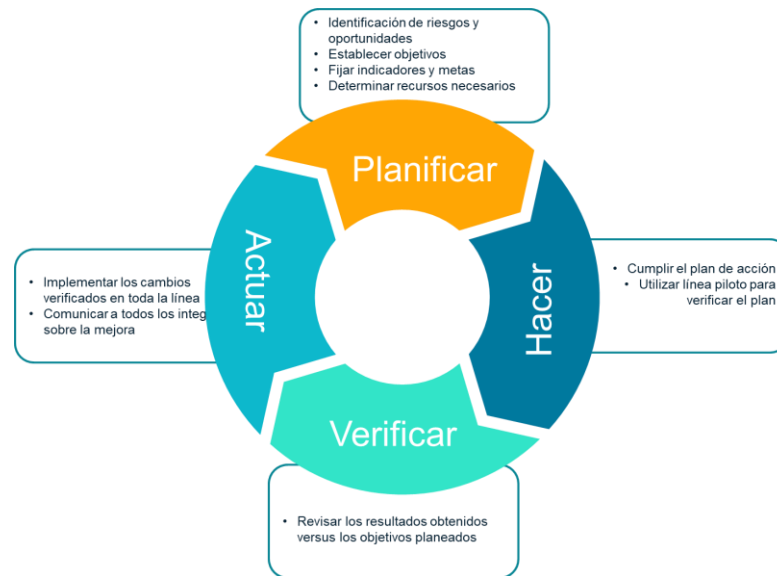 • Identificación de riesgos y
oportunidades
• Establecer objetivos
• Fijar indicadores y metas
• Determinar recursos necesarios
Planificar
Hacer
• Cumplir el plan de acción
• Utilizar línea piloto para
verificar el plan
Verificar
• Revisar los resultados obtenidos
versus los objetivos planeados
Actuar
• Implementar los cambios
verificados en toda la línea
• Comunicar a todos los integ
sobre la mejora